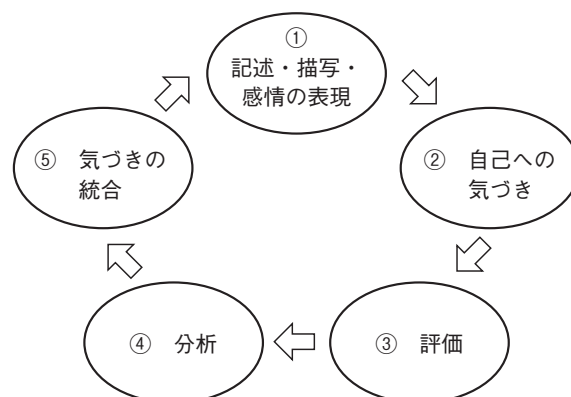 ①
記述・描写・
感情の表現
② 自己への
気づき
③ 評価
④ 分析
⑤ 気づきの
統合